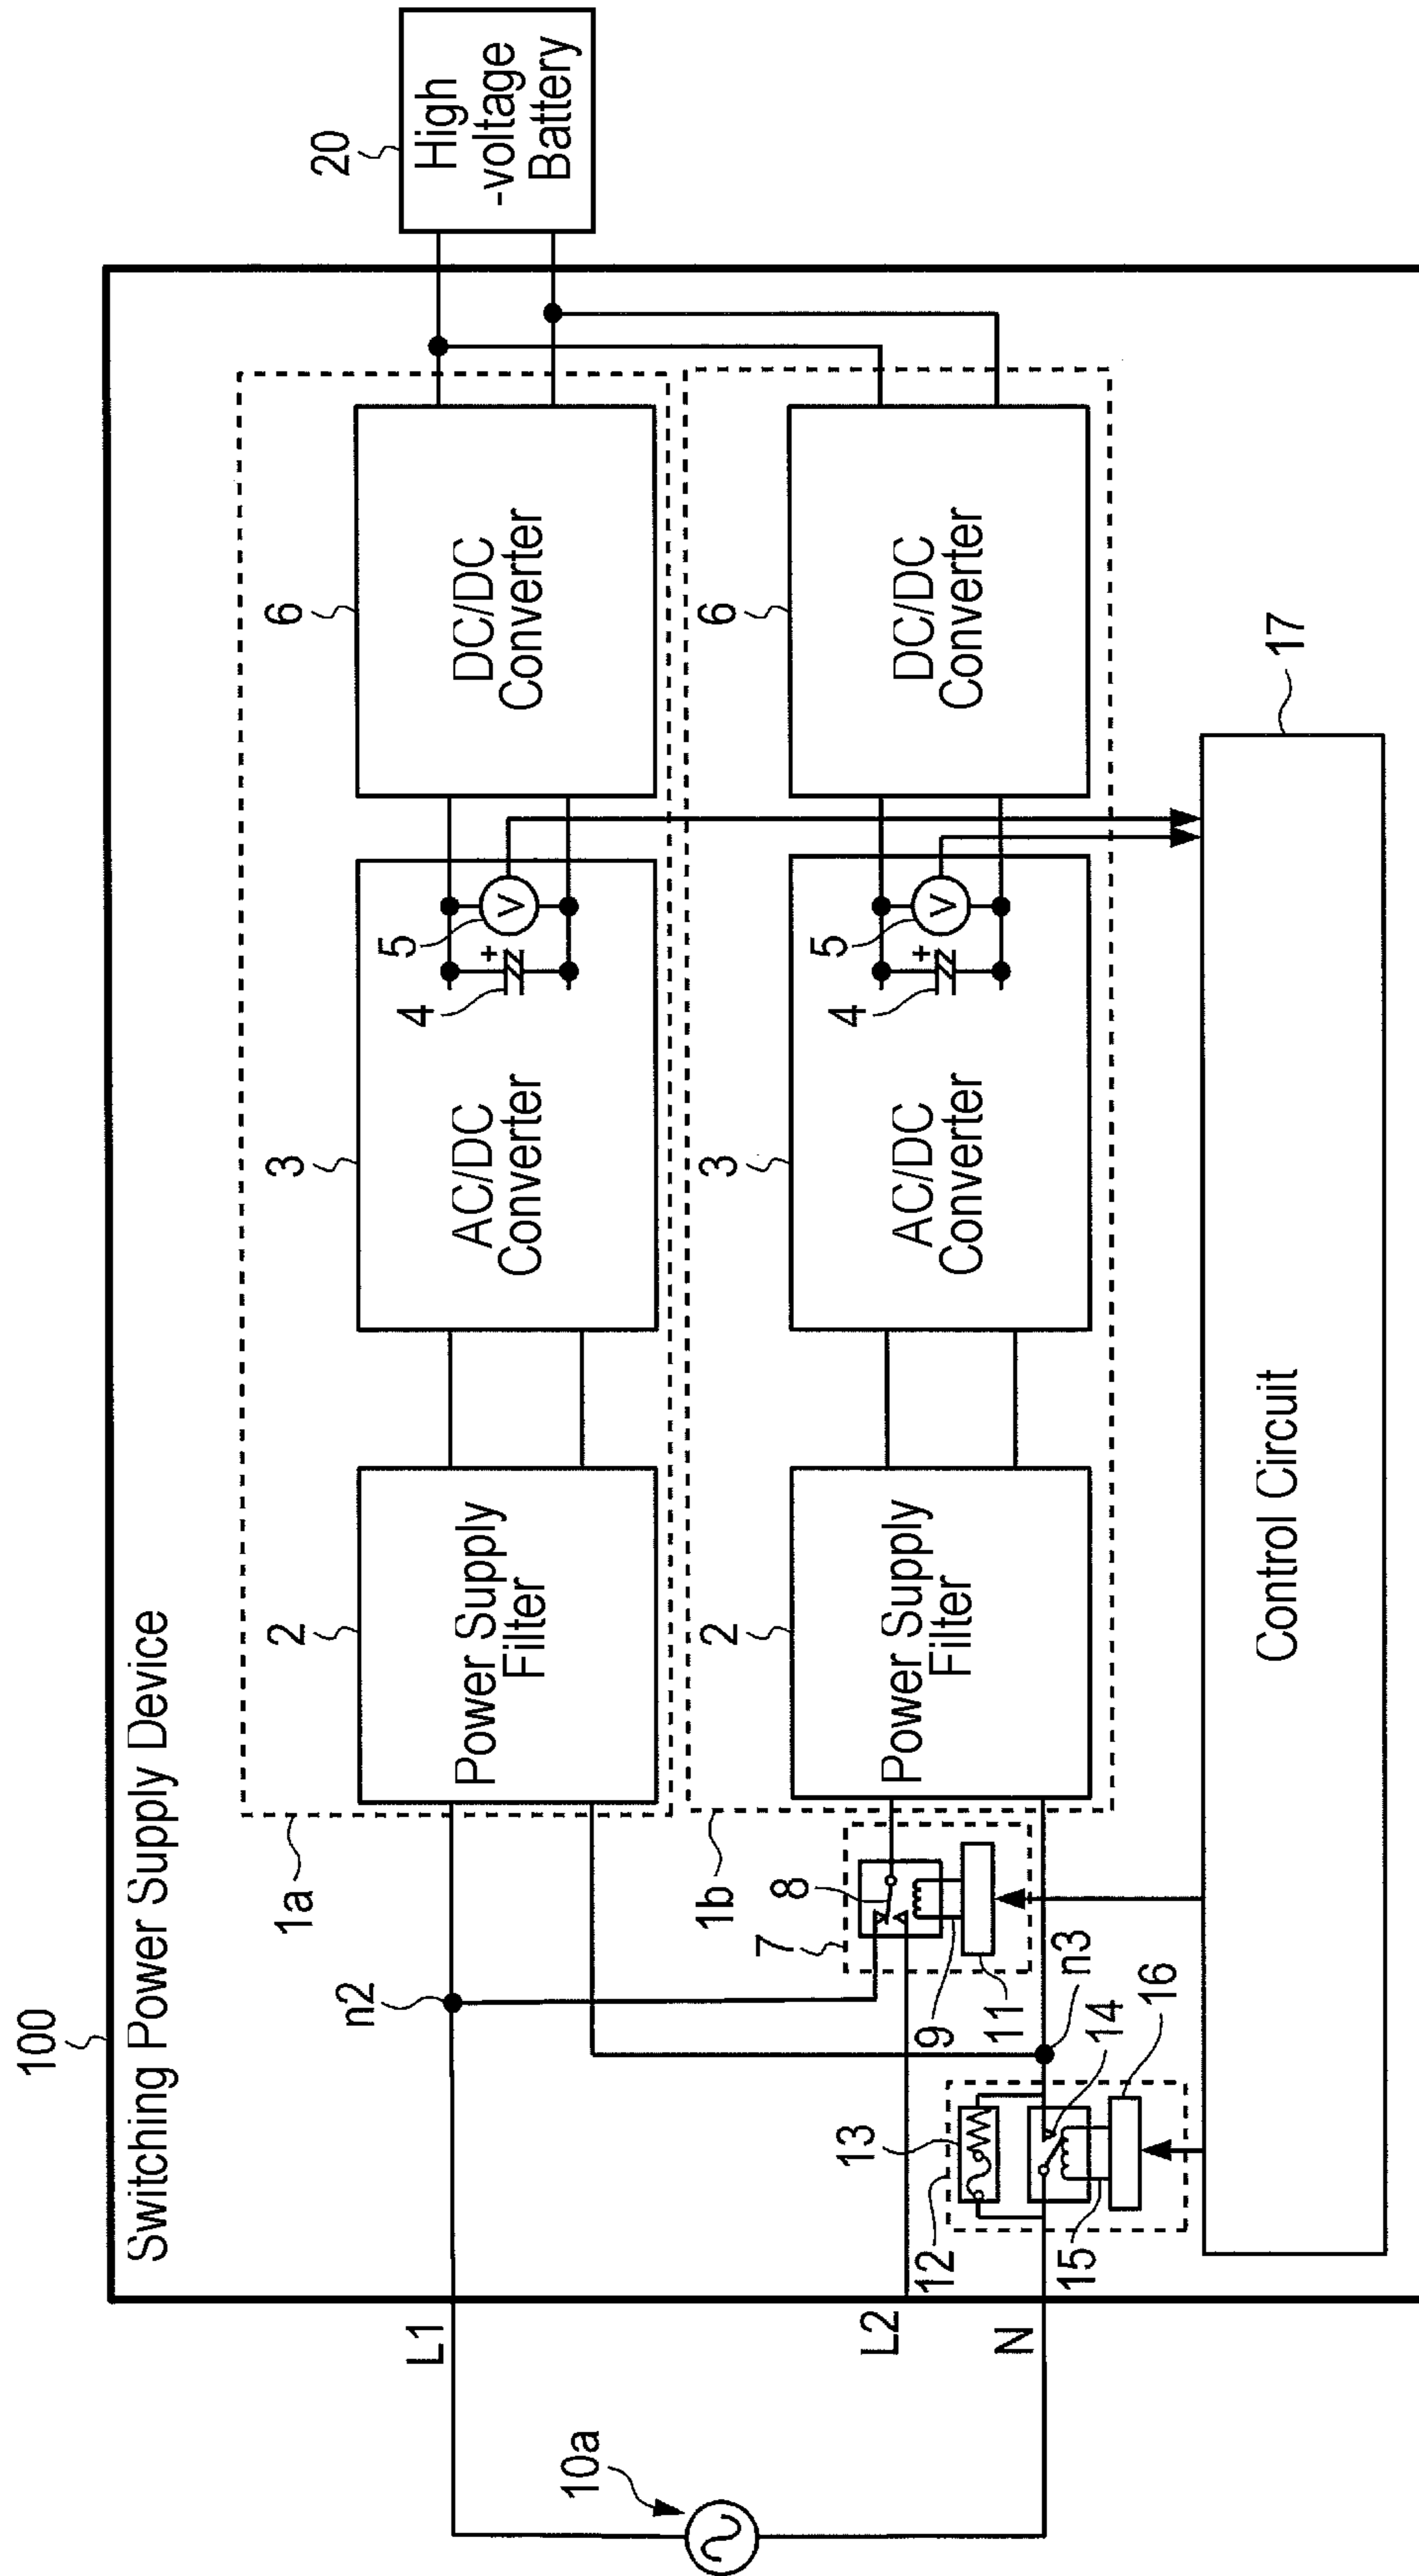 100
Switching Power Supply Device
1a
2
Power Supply
Filter
3
AC/DC
Converter
4
+
5
V
6
DC/DC
Converter
20
High
-voltage
Battery
1b
2
Power Supply
Filter
3
AC/DC
Converter
4
+
5
V
6
DC/DC
Converter
n2
7
8
9
11
n3
12
13
14
15
16
17
Control Circuit
L1
L2
N
10a